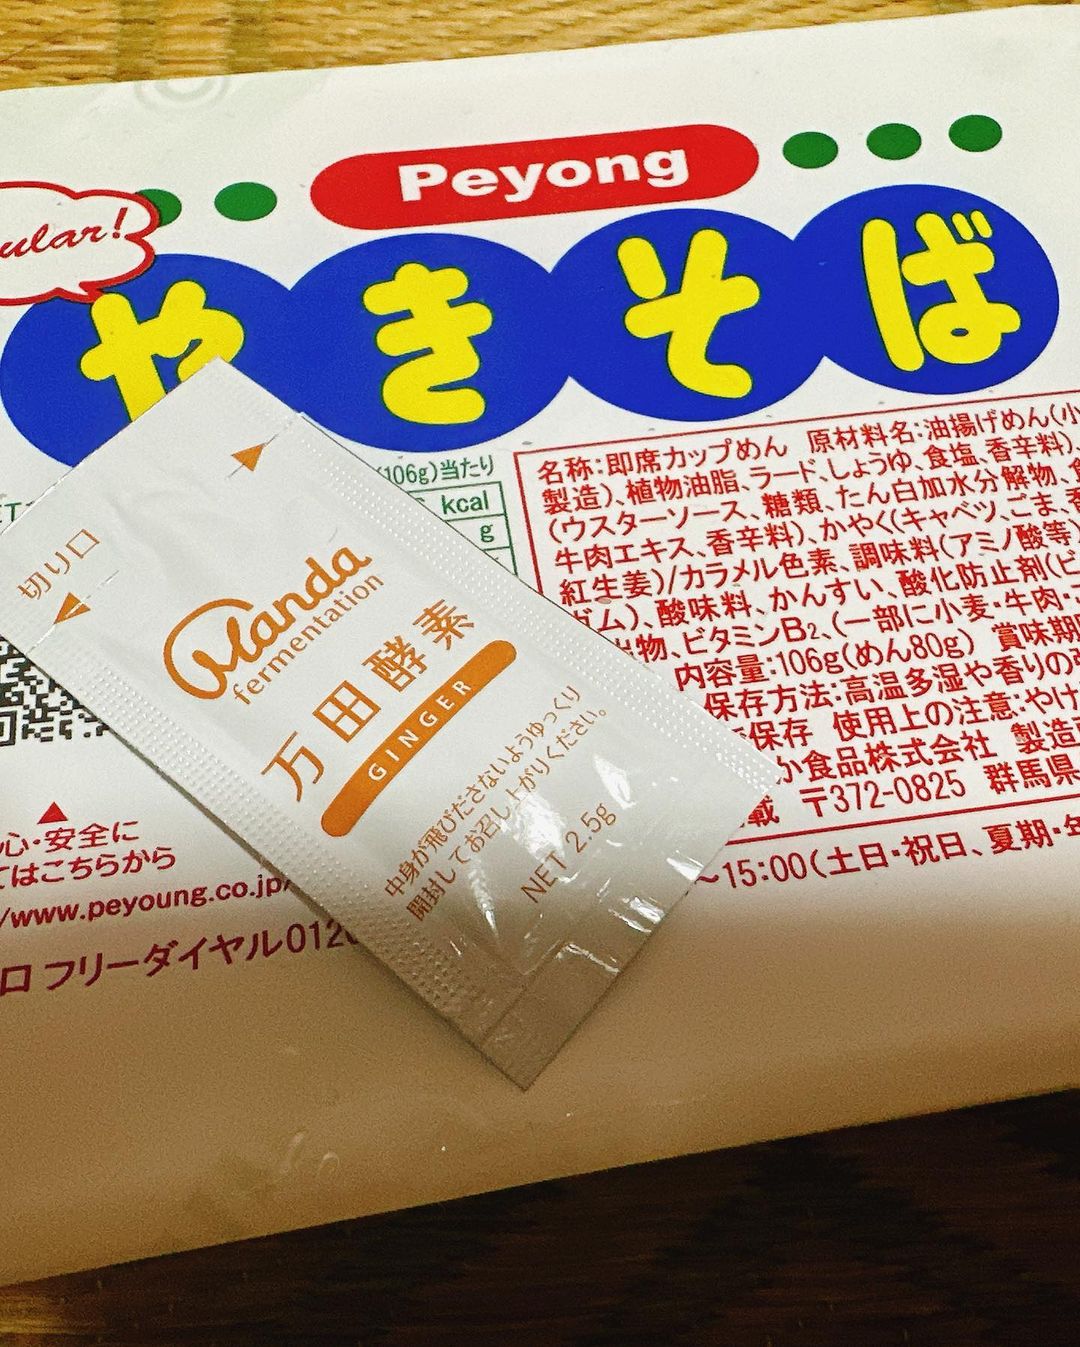 Peyong
ular!
やきそば
(106g)当たり
kcal
g
名称:即席カップめん 原材料名:油揚げめん(小
製造)、植物油脂、ラード、しょうゆ、食塩、香辛料)、
(ウスターソース、糖類、たん白加水分解物、食
牛肉エキス、香辛料)、かやく(キャベツ、ごま、香
紅生姜)/カラメル色素、調味料(アミノ酸等)
ガム)、酸味料、かんすい、酸化防止剤(ビ
出物、ビタミンB2、(一部に小麦・牛肉・
内容量:106g(めん80g) 賞味期
保存方法:高温多湿や香りの強
保存 使用上の注意:やけ
か食品株式会社 製造
載 〒372-0825 群馬県
~15:00(土日・祝日、夏期・年
切り口
Manda
fermentation
万田酵素
GINGER
中身が飛びださないようゆっくり
開封してお召し上がりください。
NET 2.5g
心・安全に
てはこちらから
/www.peyoung.co.jp/
口 フリーダイヤル0120